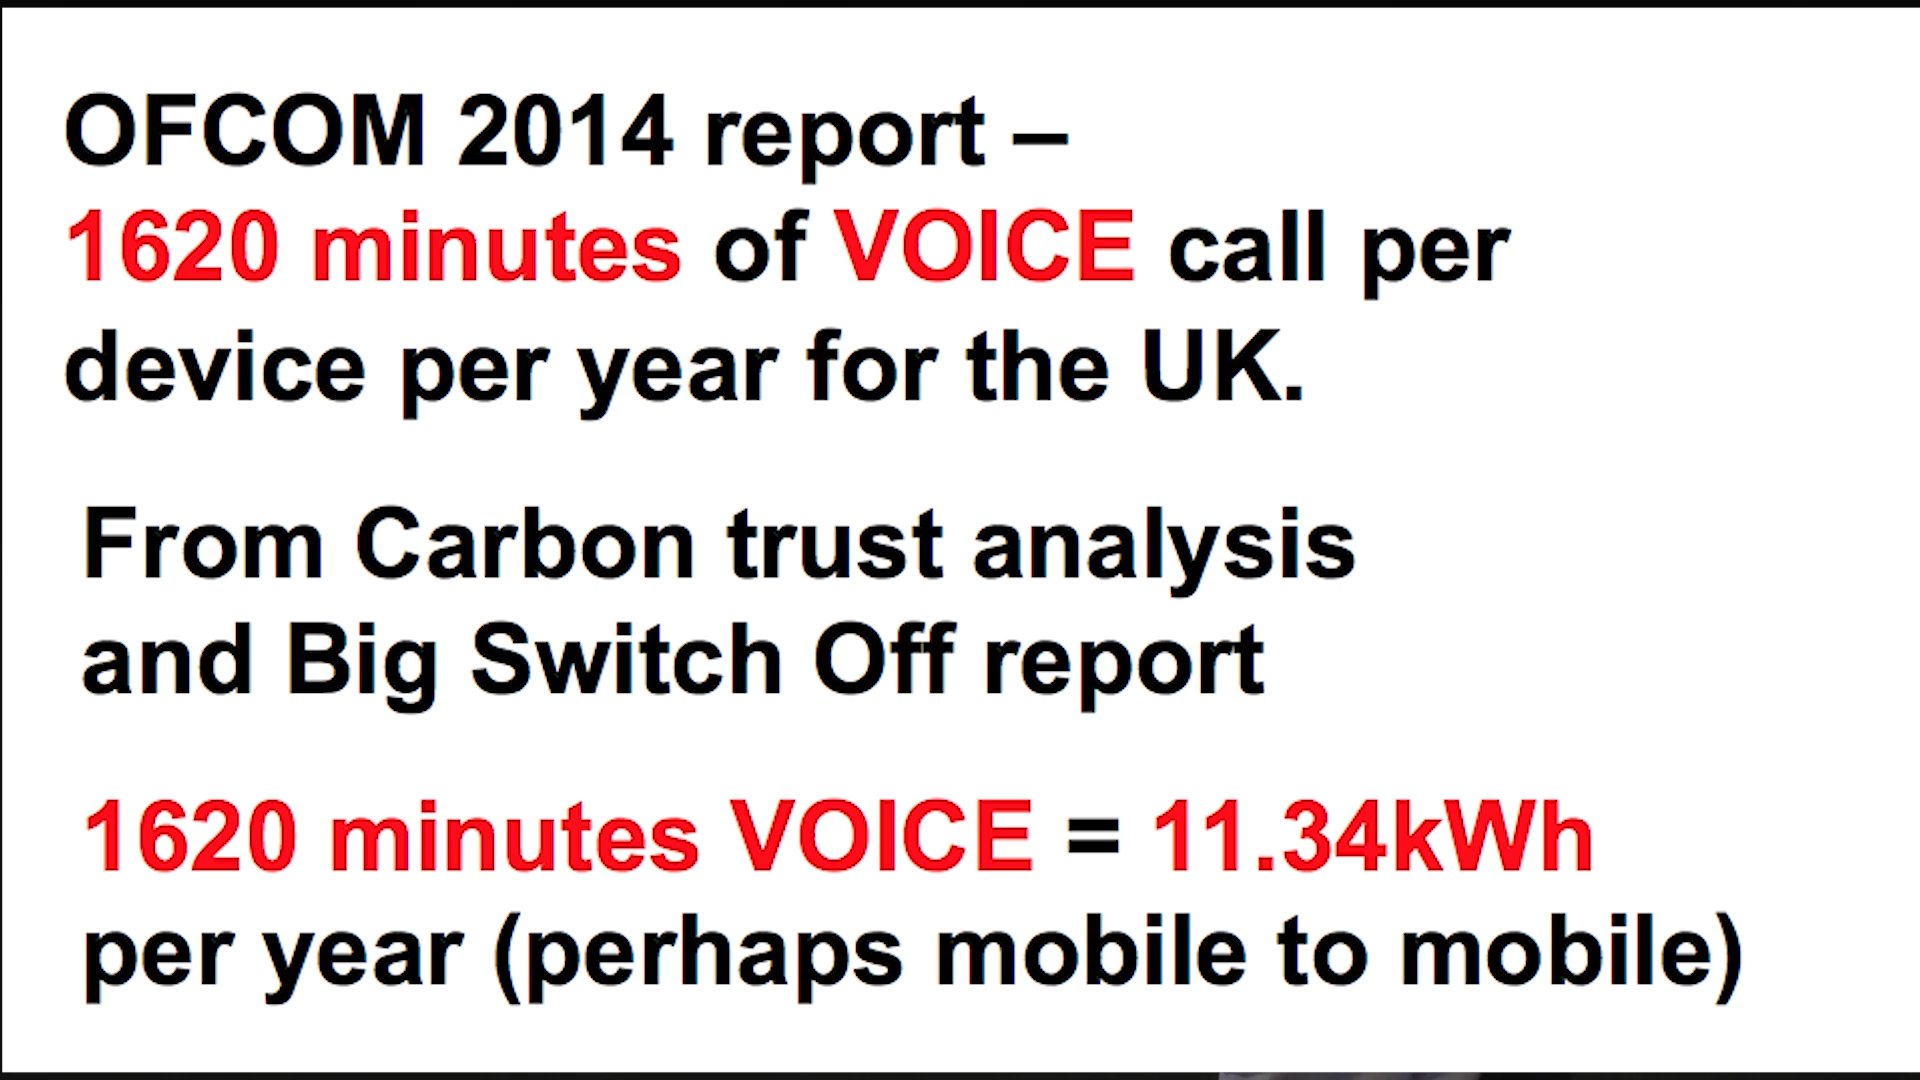 OFCOM 2014 report –
1620 minutes of VOICE call per
device per year for the UK.
From Carbon trust analysis
and Big Switch Off report
1620 minutes VOICE = 11.34kWh
per year (perhaps mobile to mobile)